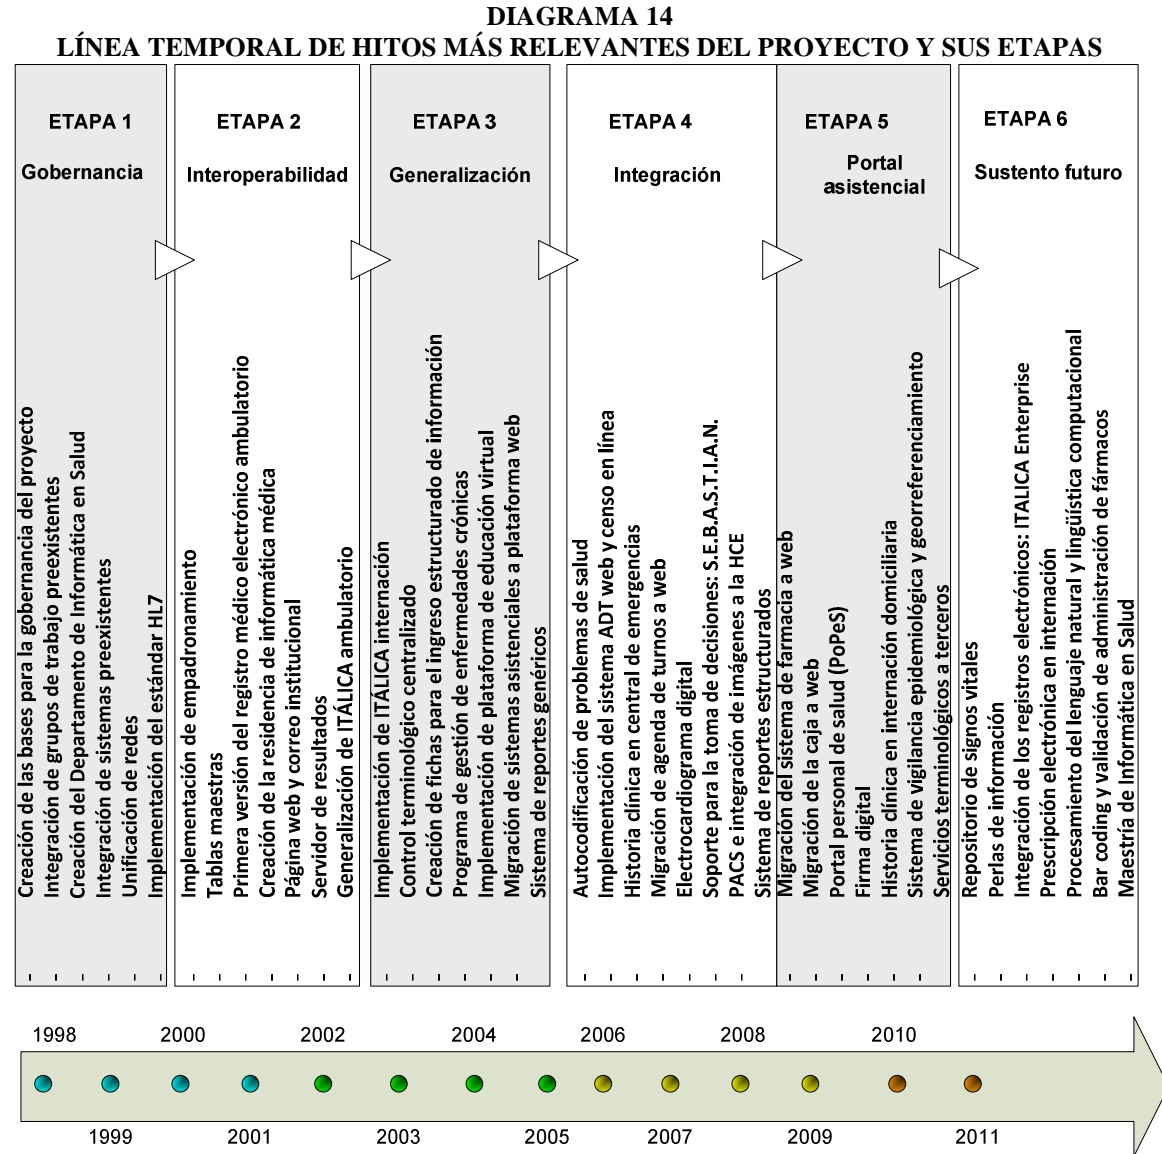 DIAGRAMA 14
LÍNEA TEMPORAL DE HITOS MÁS RELEVANTES DEL PROYECTO Y SUS ETAPAS
ETAPA 1
Gobernancia
Creación de las bases para la gobernancia del proyecto
Integración de grupos de trabajo preexistentes
Creación del Departamento de Informática en Salud
Integración de sistemas preexistentes
Unificación de redes
Implementación del estándar HL7
ETAPA 2
Interoperabilidad
Implementación de empadronamiento
Tablas maestras
Primera versión del registro médico electrónico ambulatorio
Creación de la residencia de informática médica
Página web y correo institucional
Servidor de resultados
Generalización de ITÁLICA ambulatorio
ETAPA 3
Generalización
Implementación de ITÁLICA internación
Control terminológico centralizado
Creación de fichas para el ingreso estructurado de información
Programa de gestión de enfermedades crónicas
Implementación de plataforma de educación virtual
Migración de sistemas asistenciales a plataforma web
Sistema de reportes genéricos
ETAPA 4
Integración
Autocodificación de problemas de salud
Implementación del sistema ADT web y censo en línea
Historia clínica en central de emergencias
Migración de agenda de turnos a web
Electrocardiograma digital
Soporte para la toma de decisiones: S.E.B.A.S.T.I.A.N.
PACS e integración de imágenes a la HCE
Sistema de reportes estructurados
ETAPA 5
Portal
asistencial
Migración del sistema de farmacia a web
Migración de la caja a web
Portal personal de salud (PoPeS)
Firma digital
Historia clínica en internación domiciliaria
Sistema de vigilancia epidemiológica y georreferenciamiento
Servicios terminológicos a terceros
ETAPA 6
Sustento futuro
Repositorio de signos vitales
Perlas de información
Integración de los registros electrónicos: ITALICA Enterprise
Prescripción electrónica en internación
Procesamiento del lenguaje natural y lingüística computacional
Bar coding y validación de administración de fármacos
Maestría de Informática en Salud
1998
2000
2002
2004
2006
2008
2010
1999
2001
2003
2005
2007
2009
2011